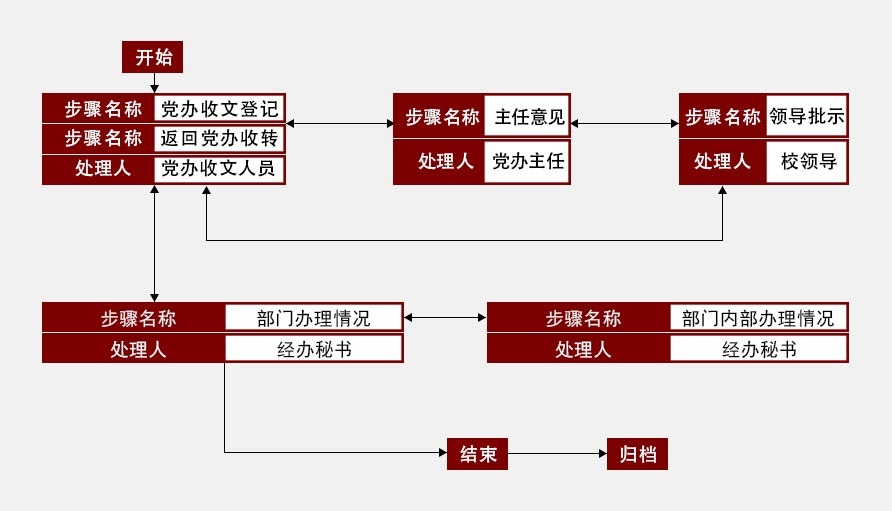 开始
步骤名称 党办收文登记
步骤名称 返回党办收转
处理人 党办收文人员
步骤名称 主任意见
处理人 党办主任
步骤名称 领导批示
处理人 校领导
步骤名称 部门办理情况
处理人 经办秘书
步骤名称 部门内部办理情况
处理人 经办秘书
结束
归档